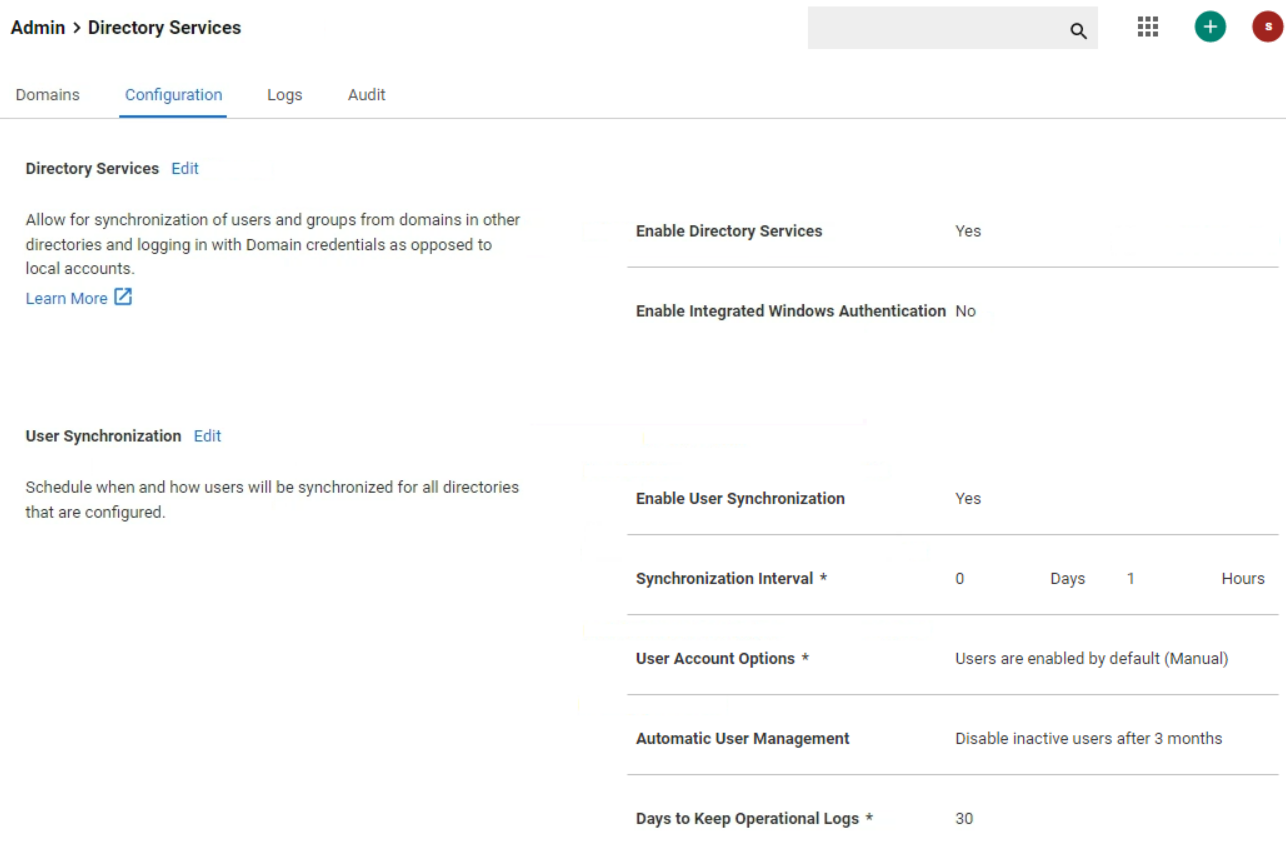 Admin > Directory Services
+
s
Domains Configuration Logs Audit
Directory Services Edit
Allow for synchronization of users and groups from domains in other
directories and logging in with Domain credentials as opposed to
local accounts.
Learn More
Enable Directory Services Yes
Enable Integrated Windows Authentication No
User Synchronization Edit
Schedule when and how users will be synchronized for all directories
that are configured.
Enable User Synchronization Yes
Synchronization Interval * 0 Days 1 Hours
User Account Options * Users are enabled by default (Manual)
Automatic User Management Disable inactive users after 3 months
Days to Keep Operational Logs * 30